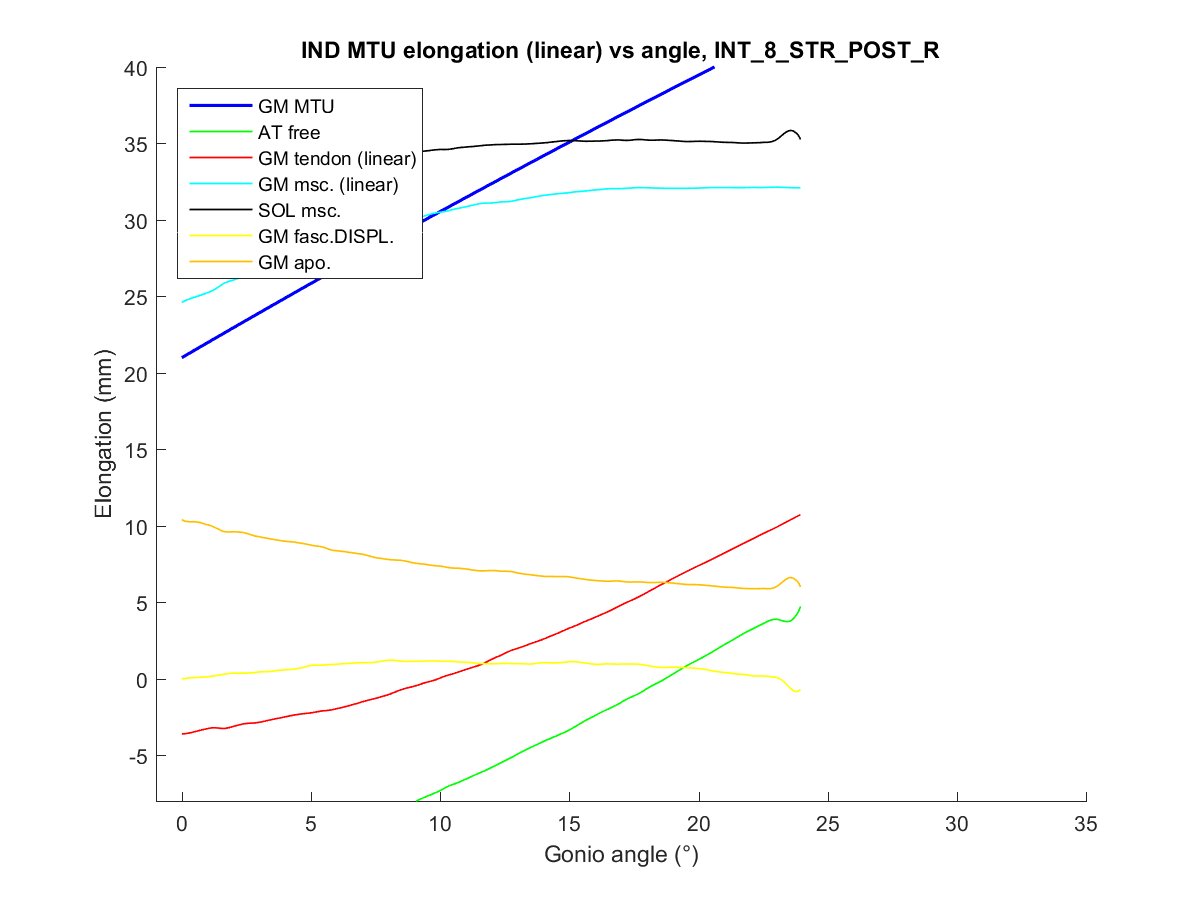 IND MTU elongation (linear) vs angle, INT_8_STR_POST_R
40
35
30
25
20
15
10
5
0
-5
Elongation (mm)
GM MTU
AT free
GM tendon (linear)
GM msc. (linear)
SOL msc.
GM fasc.DISPL.
GM apo.
0 5 10 15 20 25 30 35
Gonio angle (°)